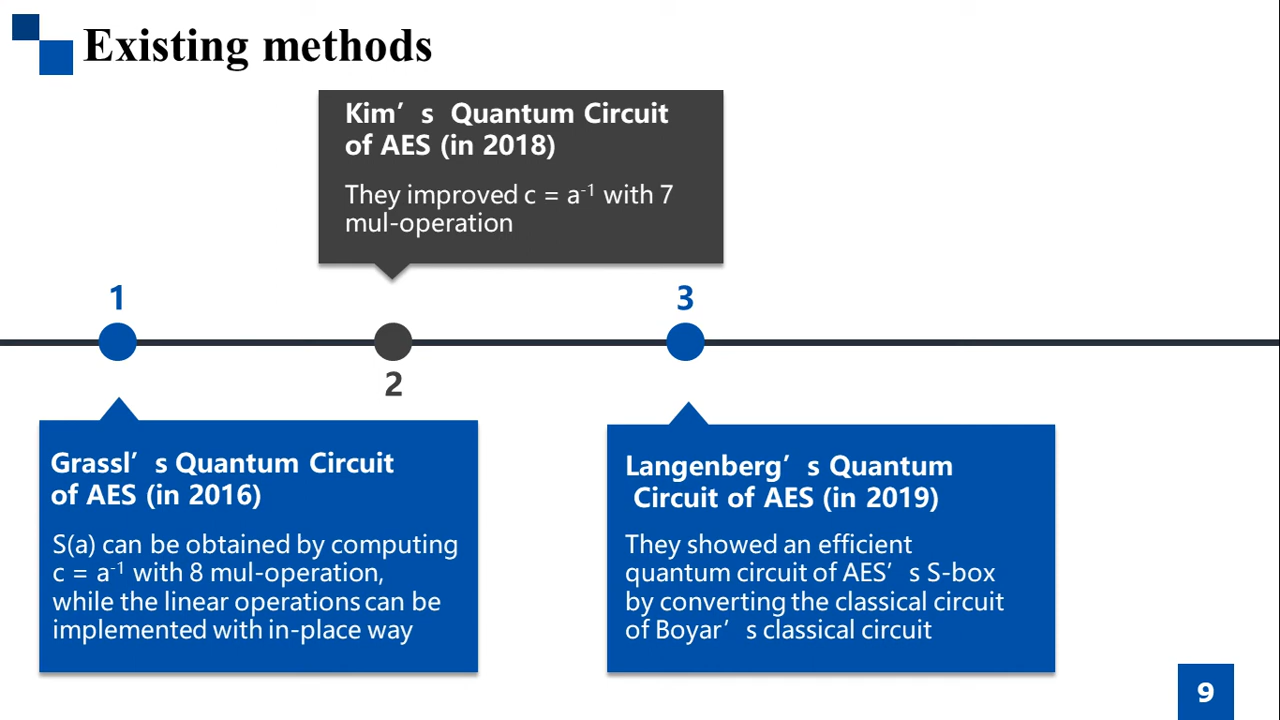 Existing methods
Kim’s Quantum Circuit
of AES (in 2018)
They improved c = a⁻¹ with 7
mul-operation
1
2
3
Grassl’s Quantum Circuit
of AES (in 2016)
S(a) can be obtained by computing
c = a⁻¹ with 8 mul-operation,
while the linear operations can be
implemented with in-place way
Langenberg’s Quantum
Circuit of AES (in 2019)
They showed an efficient
quantum circuit of AES’s S-box
by converting the classical circuit
of Boyar’s classical circuit
9